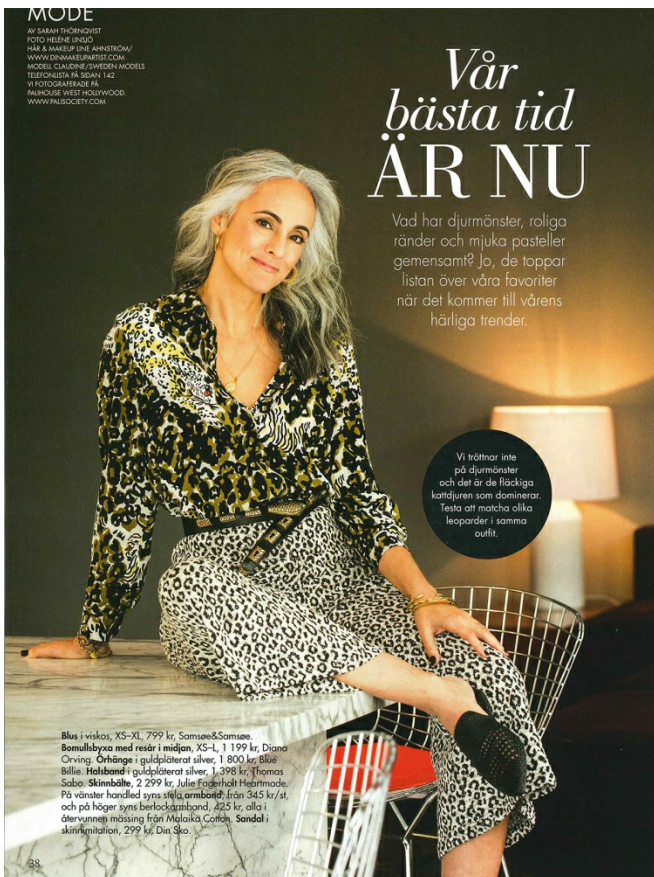 MODE
AV SARAH THÖRNQVIST
FOTO HELÉNE LINSJÖ
HÅR & MAKEUP LINE AHNSTRÖM/
WWW.DINMAKEUPARTIST.COM
MODELL CLAUDINE/SWEDEN MODELS
TELEFONLISTA PÅ SIDAN 142
VI FOTOGRAFERADE PÅ
PALIHOUSE WEST HOLLYWOOD.
WWW.PALISOCIETY.COM
Vår
bästa tid
ÄR NU
Vad har djurmönster, roliga
ränder och mjuka pasteller
gemensamt? Jo, de toppar
listan över våra favoriter
när det kommer till vårens
härliga trender.
Vi tröttnar inte
på djurmönster
och det är de fläckiga
kattdjuren som dominerar.
Testa att matcha olika
leoparder i samma
outfit.
Blus i viskos, XS–XL, 799 kr, Samsøe&Samsøe.
Bomullsbyxa med resår i midjan, XS–L, 1 199 kr, Diana
Orving. Örhänge i guldpläterat silver, 1 800 kr, Blue
Billie. Halsband i guldpläterat silver, 1 398 kr, Thomas
Sabo. Skinnbälte, 2 299 kr, Julie Fagerholt Heartmade.
På vänster handled syns stela armband, från 345 kr/st,
och på höger syns berlockarmband, 425 kr, alla i
återvunnen mässing från Malaika Cotton. Sandal i
skinnimitation, 299 kr, Din Sko.
38